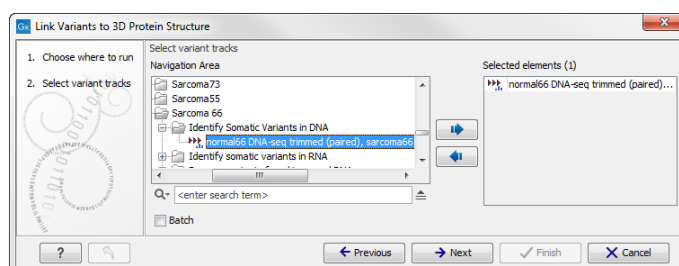 Gx Link Variants to 3D Protein Structure
x
1. Choose where to run
2. Select variant tracks
Select variant tracks
Navigation Area
Sarcoma73
Sarcoma55
Sarcoma 66
Identify Somatic Variants in DNA
normal66 DNA-seq trimmed (paired), sarcoma66
Identify somatic variants in RNA
<enter search term>
Batch
Selected elements (1)
normal66 DNA-seq trimmed (paired)...
?
Previous
Next
Finish
Cancel